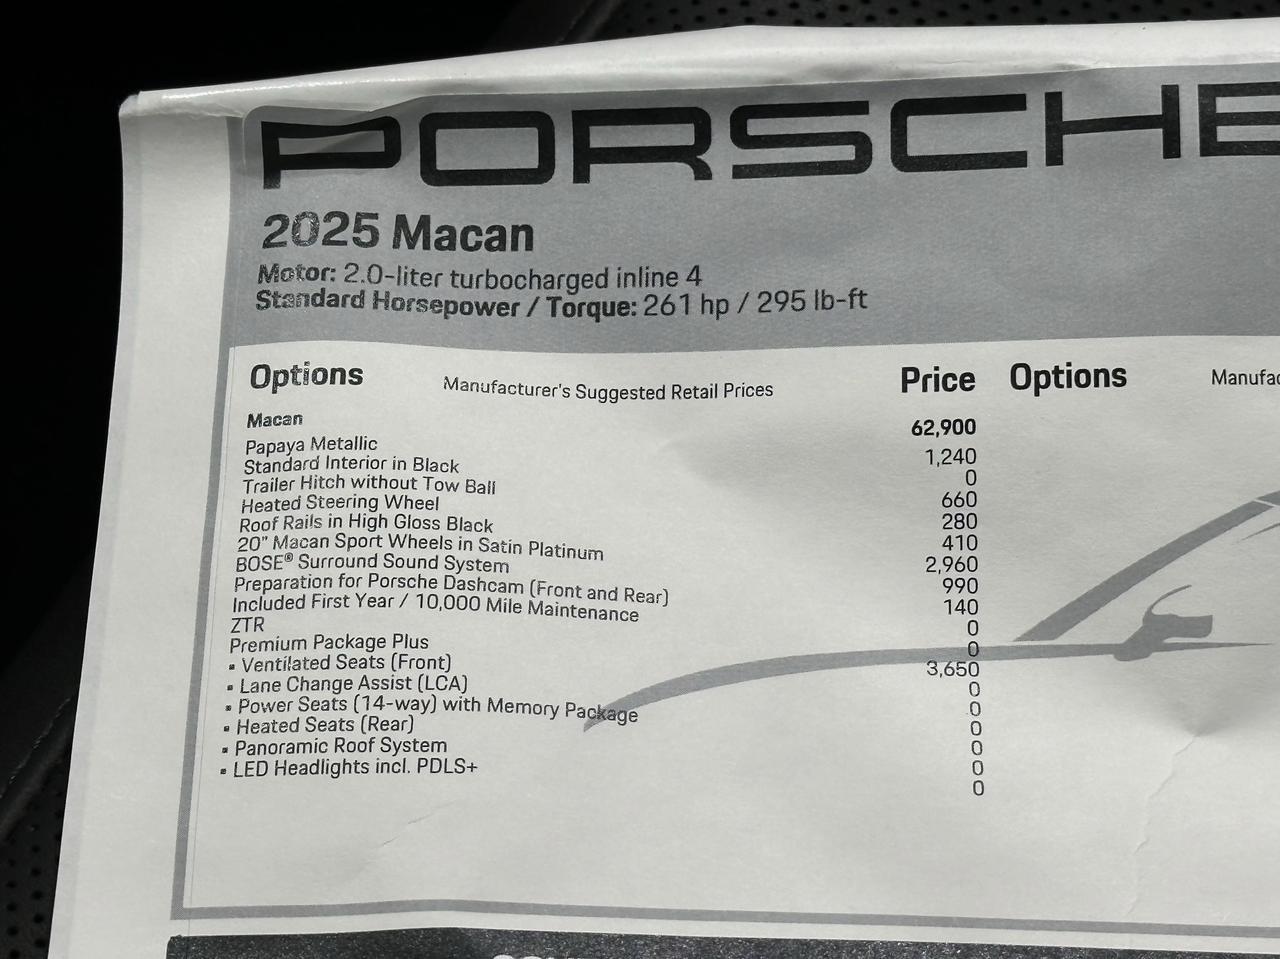 PORSCHE
2025 Macan
Motor: 2.0-liter turbocharged inline 4
Standard Horsepower / Torque: 261 hp / 295 lb-ft
Options Manufacturer's Suggested Retail Prices Price Options
Macan 62,900
Papaya Metallic 1,240
Standard Interior in Black 0
Trailer Hitch without Tow Ball 660
Heated Steering Wheel 280
Roof Rails in High Gloss Black 410
20" Macan Sport Wheels in Satin Platinum 2,960
BOSE® Surround Sound System 990
Preparation for Porsche Dashcam (Front and Rear) 140
Included First Year / 10,000 Mile Maintenance 0
ZTR 0
Premium Package Plus 3,650
▪ Ventilated Seats (Front) 0
▪ Lane Change Assist (LCA) 0
▪ Power Seats (14-way) with Memory Package 0
▪ Heated Seats (Rear) 0
▪ Panoramic Roof System 0
▪ LED Headlights incl. PDLS+ 0